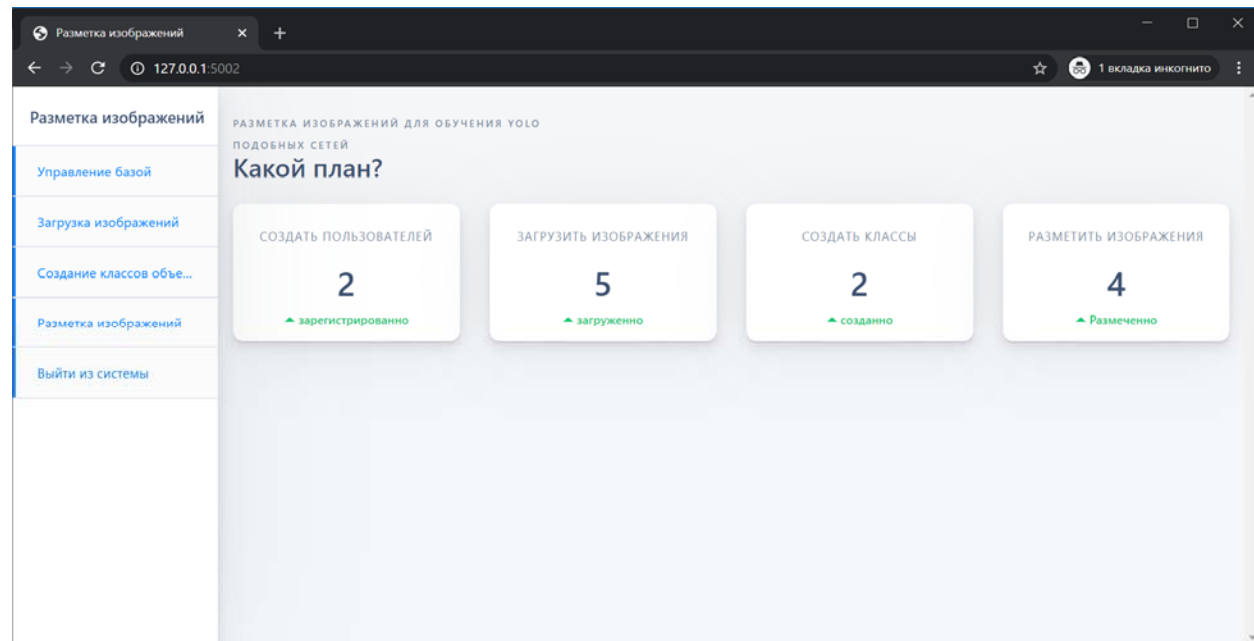 Разметка изображений
127.0.0.1:5002
1 вкладка инкогнито
Разметка изображений
Управление базой
Загрузка изображений
Создание классов объе...
Разметка изображений
Выйти из системы
РАЗМЕТКА ИЗОБРАЖЕНИЙ ДЛЯ ОБУЧЕНИЯ YOLO
ПОДОБНЫХ СЕТЕЙ
Какой план?
СОЗДАТЬ ПОЛЬЗОВАТЕЛЕЙ
2
зарегистрированно
ЗАГРУЗИТЬ ИЗОБРАЖЕНИЯ
5
загруженно
СОЗДАТЬ КЛАССЫ
2
созданно
РАЗМЕТИТЬ ИЗОБРАЖЕНИЯ
4
Размеченно